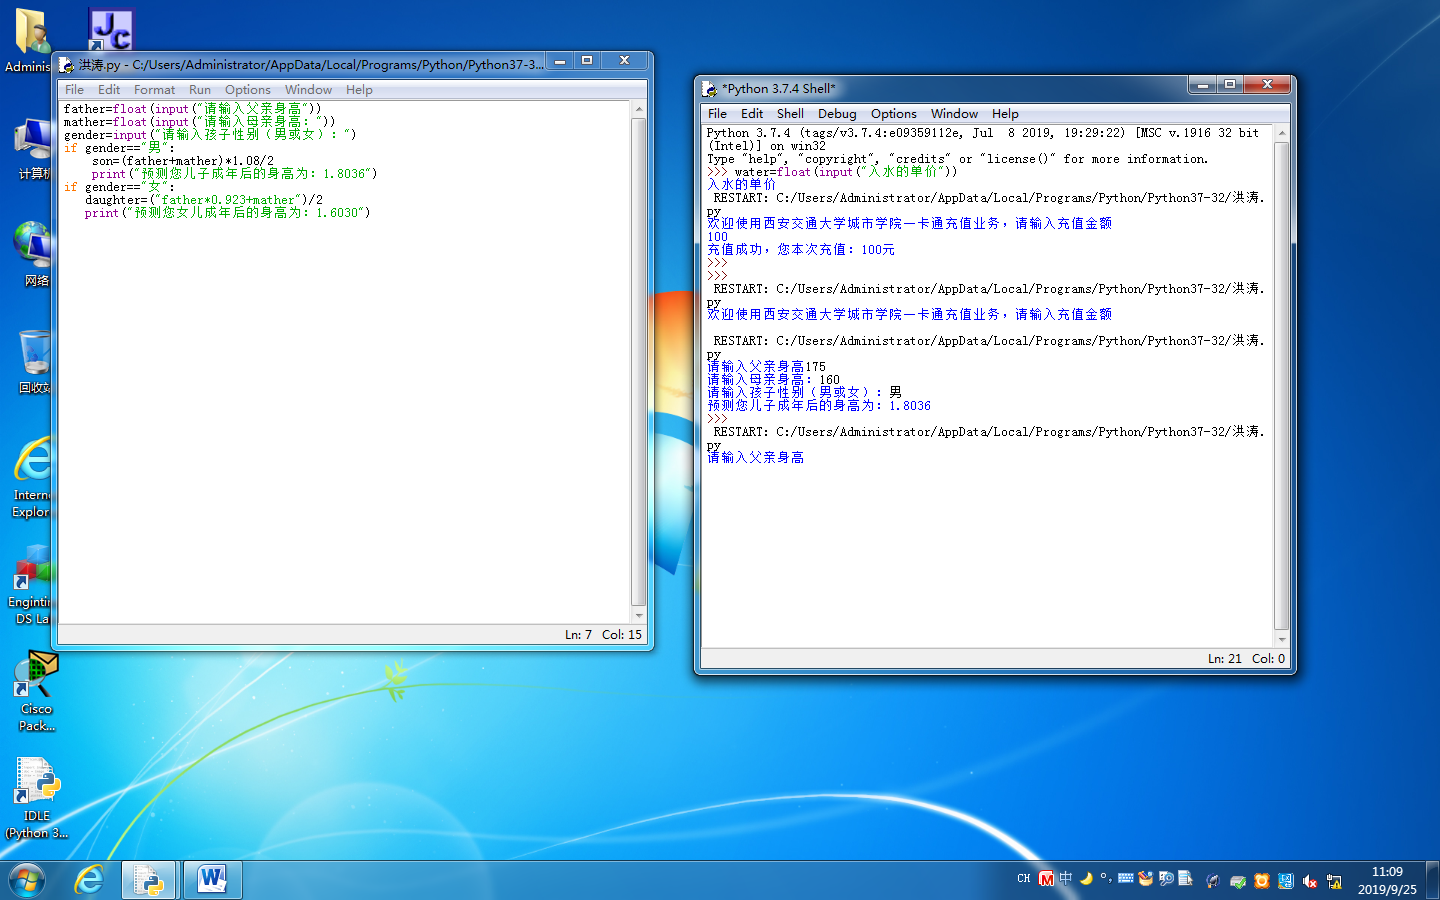 Adminis
计算机
网络
回收站
Intern
Explor
Enginti
DS La
Cisco
Pack...
IDLE
(Python 3...
洪涛.py - C:/Users/Administrator/AppData/Local/Programs/Python/Python37-3...
File Edit Format Run Options Window Help
father=float(input("请输入父亲身高"))
mather=float(input("请输入母亲身高: "))
gender=input("请输入孩子性别（男或女）: ")
if gender=="男":
    son=(father+mather)*1.08/2
    print("预测您儿子成年后的身高为: 1.8036")
if gender=="女":
   daughter=("father*0.923+mather")/2
   print("预测您女儿成年后的身高为: 1.6030")
Ln: 7 Col: 15
*Python 3.7.4 Shell*
File Edit Shell Debug Options Window Help
Python 3.7.4 (tags/v3.7.4:e09359112e, Jul  8 2019, 19:29:22) [MSC v.1916 32 bit
(Intel)] on win32
Type "help", "copyright", "credits" or "license()" for more information.
>>> water=float(input("入水的单价"))
入水的单价
 RESTART: C:/Users/Administrator/AppData/Local/Programs/Python/Python37-32/洪涛.
py
欢迎使用西安交通大学城市学院一卡通充值业务，请输入充值金额
100
充值成功，您本次充值: 100元
>>>
>>>
 RESTART: C:/Users/Administrator/AppData/Local/Programs/Python/Python37-32/洪涛.
py
欢迎使用西安交通大学城市学院一卡通充值业务，请输入充值金额
 RESTART: C:/Users/Administrator/AppData/Local/Programs/Python/Python37-32/洪涛.
py
请输入父亲身高175
请输入母亲身高: 160
请输入孩子性别（男或女）: 男
预测您儿子成年后的身高为: 1.8036
>>>
 RESTART: C:/Users/Administrator/AppData/Local/Programs/Python/Python37-32/洪涛.
py
请输入父亲身高
Ln: 21 Col: 0
CH 中
11:09
2019/9/25